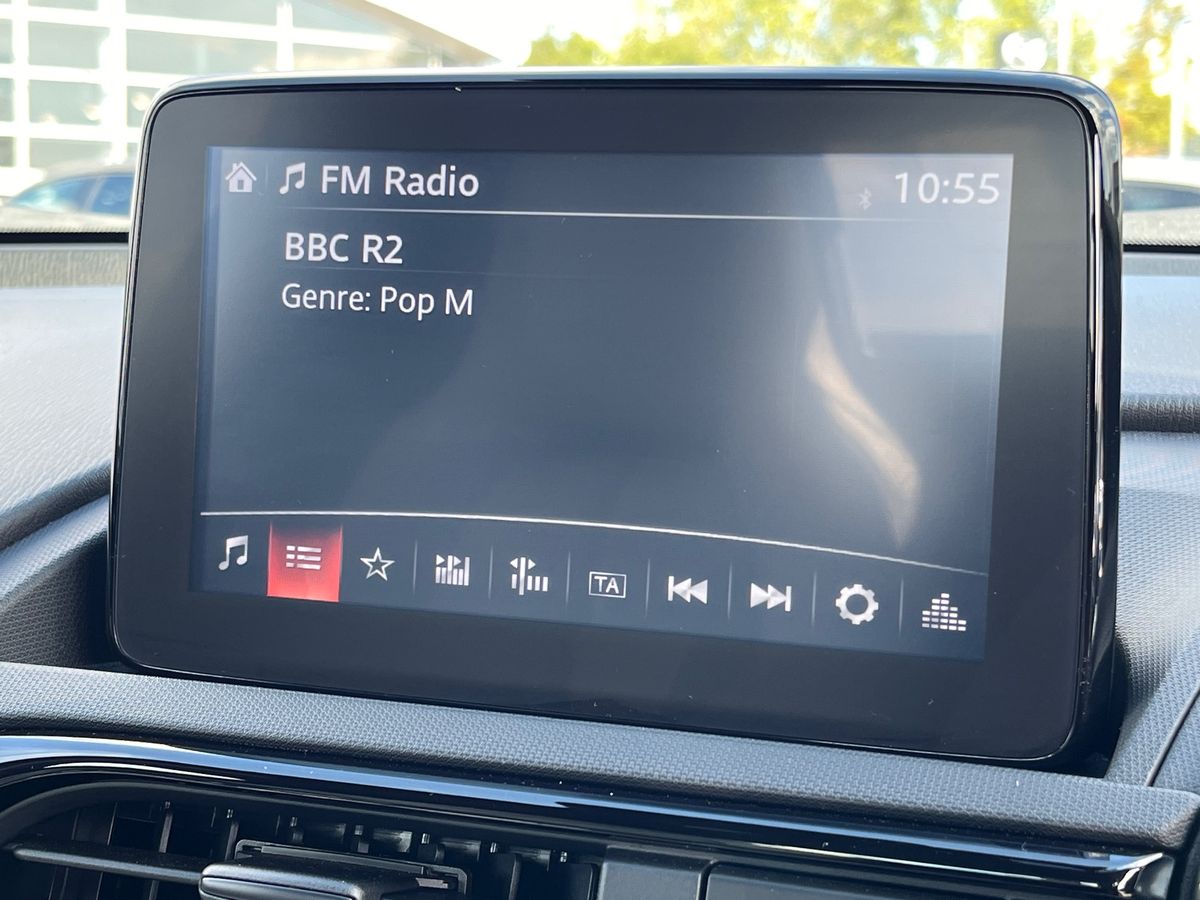 FM Radio
10:55
BBC R2
Genre: Pop M
TA